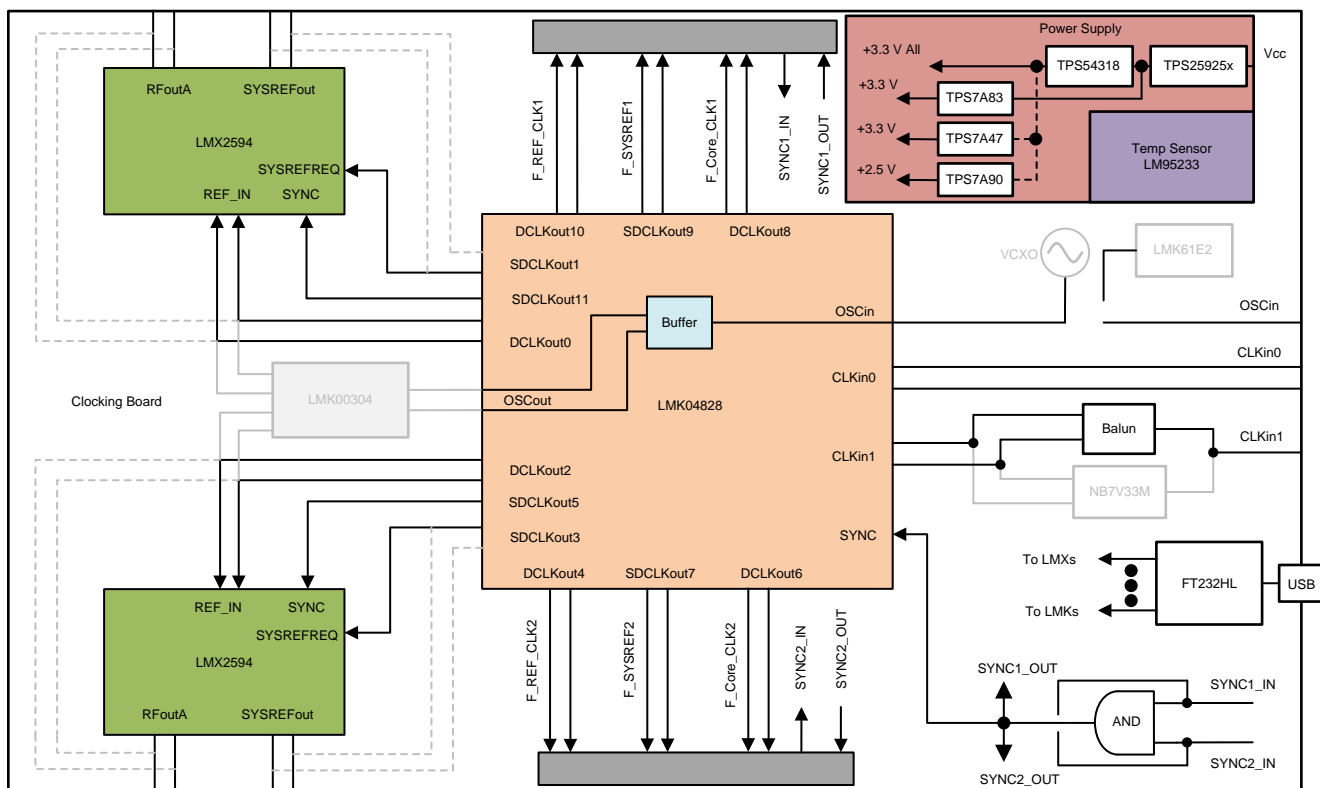 Power Supply
+3.3 V All
TPS54318
TPS25925x
Vcc
+3.3 V
TPS7A83
+3.3 V
TPS7A47
+2.5 V
TPS7A90
Temp Sensor
LM95233
RFoutA
SYSREFout
LMX2594
SYSREFREQ
REF_IN
SYNC
F_REF_CLK1
F_SYSREF1
F_Core_CLK1
SYNC1_IN
SYNC1_OUT
DCLKout10
SDCLKout9
DCLKout8
SDCLKout1
SDCLKout11
DCLKout0
Buffer
OSCin
VCXO
LMK61E2
OSCin
CLKin0
CLKin0
Clocking Board
LMK00304
OSCout
LMK04828
CLKin1
Balun
CLKin1
NB7V33M
DCLKout2
SDCLKout5
SDCLKout3
SYNC
DCLKout4
SDCLKout7
DCLKout6
To LMXs
To LMKs
FT232HL
USB
REF_IN
SYNC
SYSREFREQ
LMX2594
RFoutA
SYSREFout
F_REF_CLK2
F_SYSREF2
F_Core_CLK2
SYNC2_IN
SYNC2_OUT
SYNC1_OUT
SYNC1_IN
AND
SYNC2_OUT
SYNC2_IN